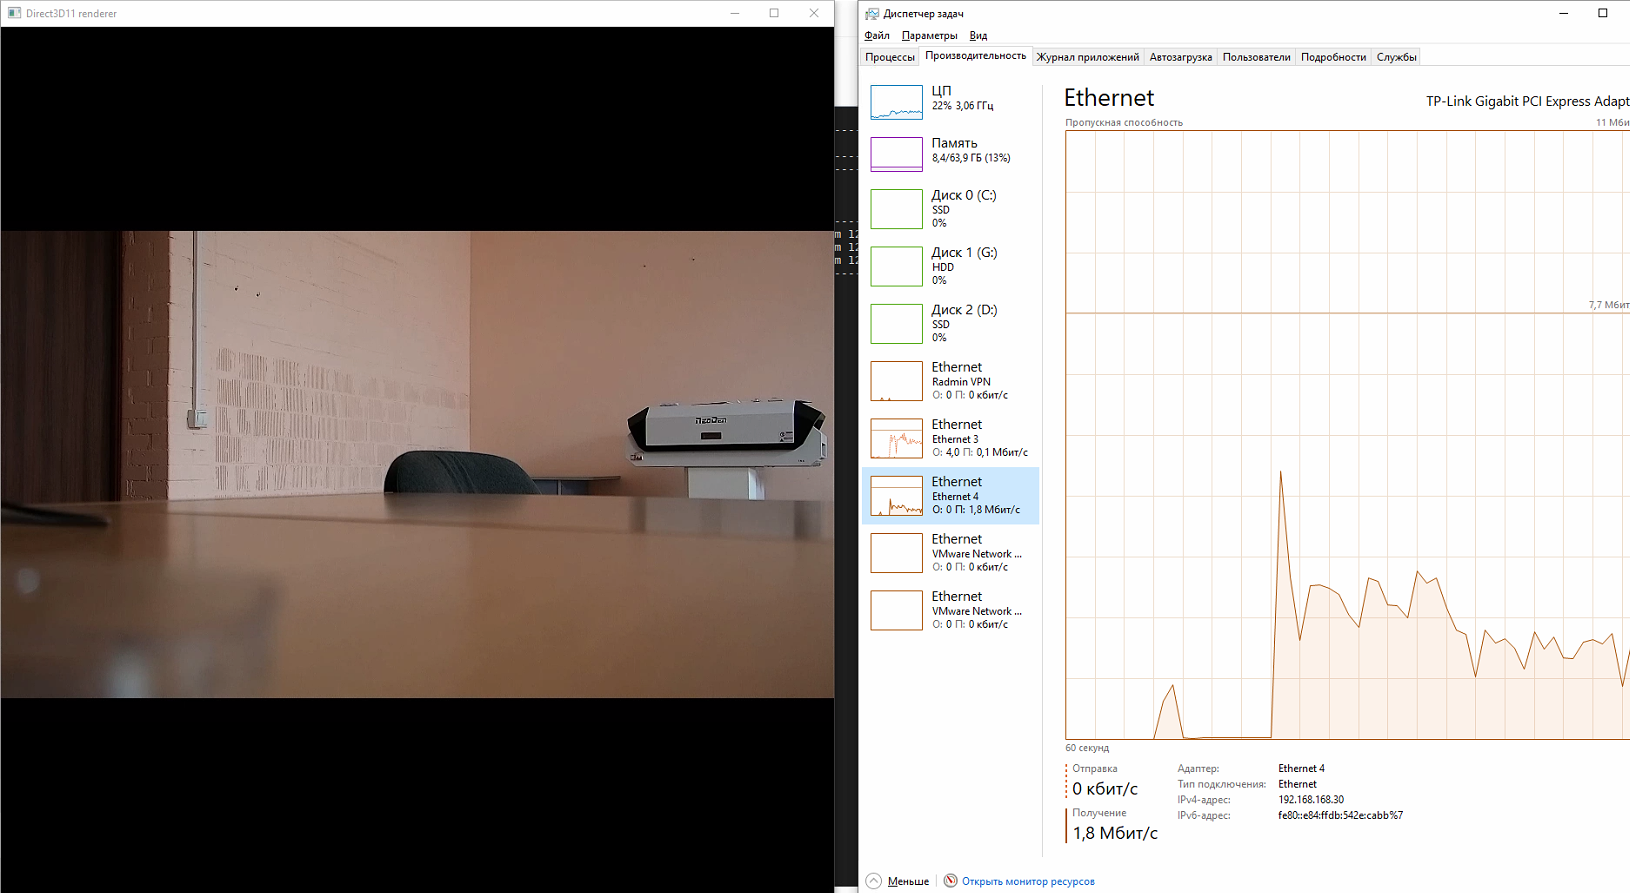 Direct3D11 renderer
NEODEN
m 12
m 12
m 12
Диспетчер задач
Файл Параметры Вид
Процессы Производительность Журнал приложений Автозагрузка Пользователи Подробности Службы
ЦП
22% 3,06 ГГц
Память
8,4/63,9 ГБ (13%)
Диск 0 (C:)
SSD
0%
Диск 1 (G:)
HDD
0%
Диск 2 (D:)
SSD
0%
Ethernet
Radmin VPN
О: 0 П: 0 кбит/с
Ethernet
Ethernet 3
О: 4,0 П: 0,1 Мбит/с
Ethernet
Ethernet 4
О: 0 П: 1,8 Мбит/с
Ethernet
VMware Network ...
О: 0 П: 0 кбит/с
Ethernet
VMware Network ...
О: 0 П: 0 кбит/с
Ethernet
TP-Link Gigabit PCI Express Adapt
Пропускная способность
11 Мби
7,7 Мбит
60 секунд
Отправка
0 кбит/с
Получение
1,8 Мбит/с
Адаптер: Ethernet 4
Тип подключения: Ethernet
IPv4-адрес: 192.168.168.30
IPv6-адрес: fe80::e84:ffdb:542e:cabb%7
Меньше
Открыть монитор ресурсов